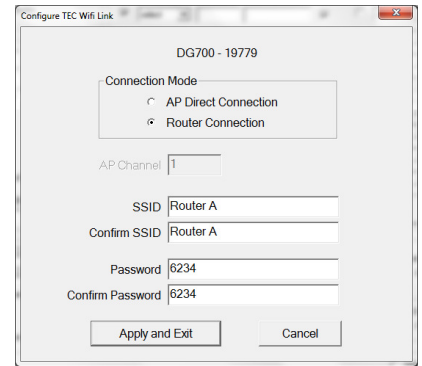 Configure TEC Wifi Link
DG700 - 19779
Connection Mode
AP Direct Connection
Router Connection
AP Channel 1
SSID Router A
Confirm SSID Router A
Password 6234
Confirm Password 6234
Apply and Exit Cancel